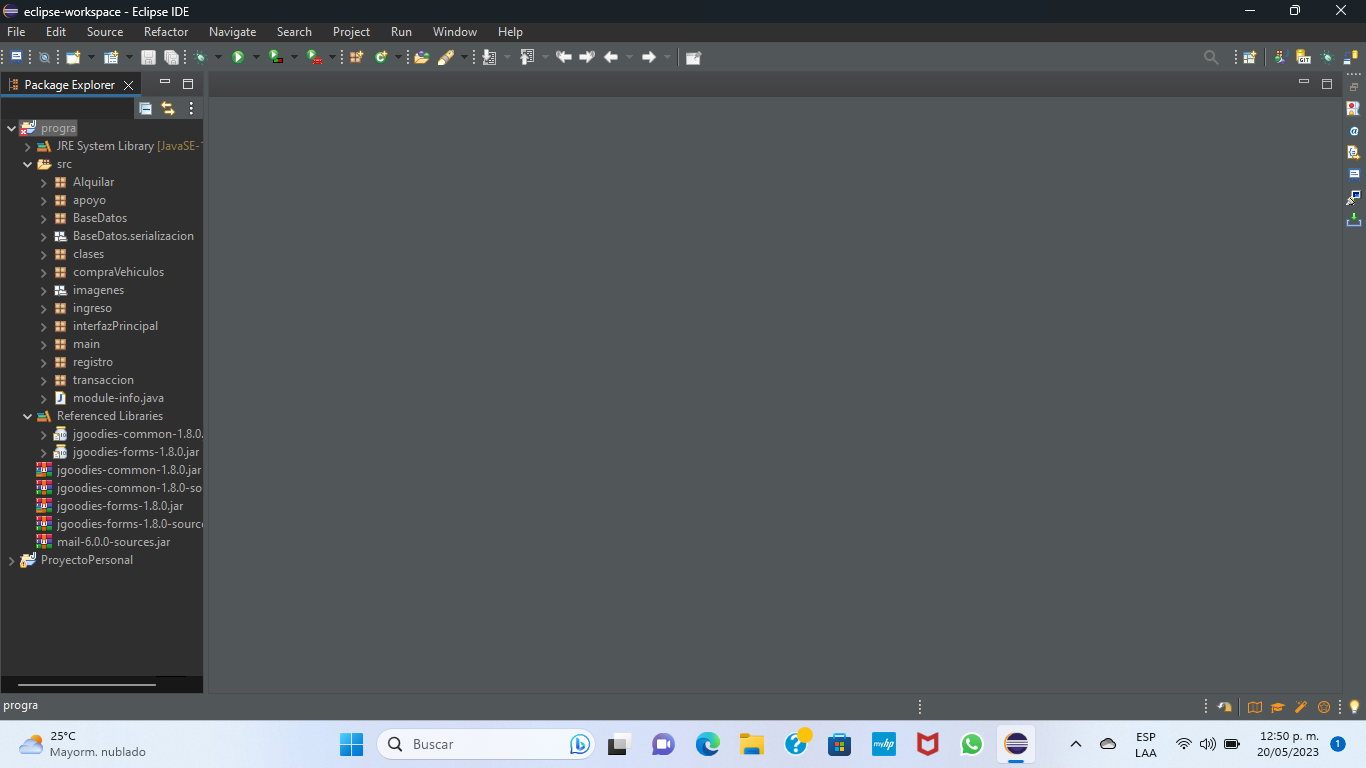 eclipse-workspace - Eclipse IDE
File Edit Source Refactor Navigate Search Project Run Window Help
Package Explorer
progra
JRE System Library [JavaSE-1
src
Alquilar
apoyo
BaseDatos
BaseDatos.serializacion
clases
compraVehiculos
imagenes
ingreso
interfazPrincipal
main
registro
transaccion
module-info.java
Referenced Libraries
jgoodies-common-1.8.0.
jgoodies-forms-1.8.0.jar
jgoodies-common-1.8.0.jar
jgoodies-common-1.8.0-so
jgoodies-forms-1.8.0.jar
jgoodies-forms-1.8.0-source
mail-6.0.0-sources.jar
ProyectoPersonal
progra
25°C
Mayorm. nublado
Buscar
myhp
ESP
LAA
12:50 p. m.
20/05/2023
1